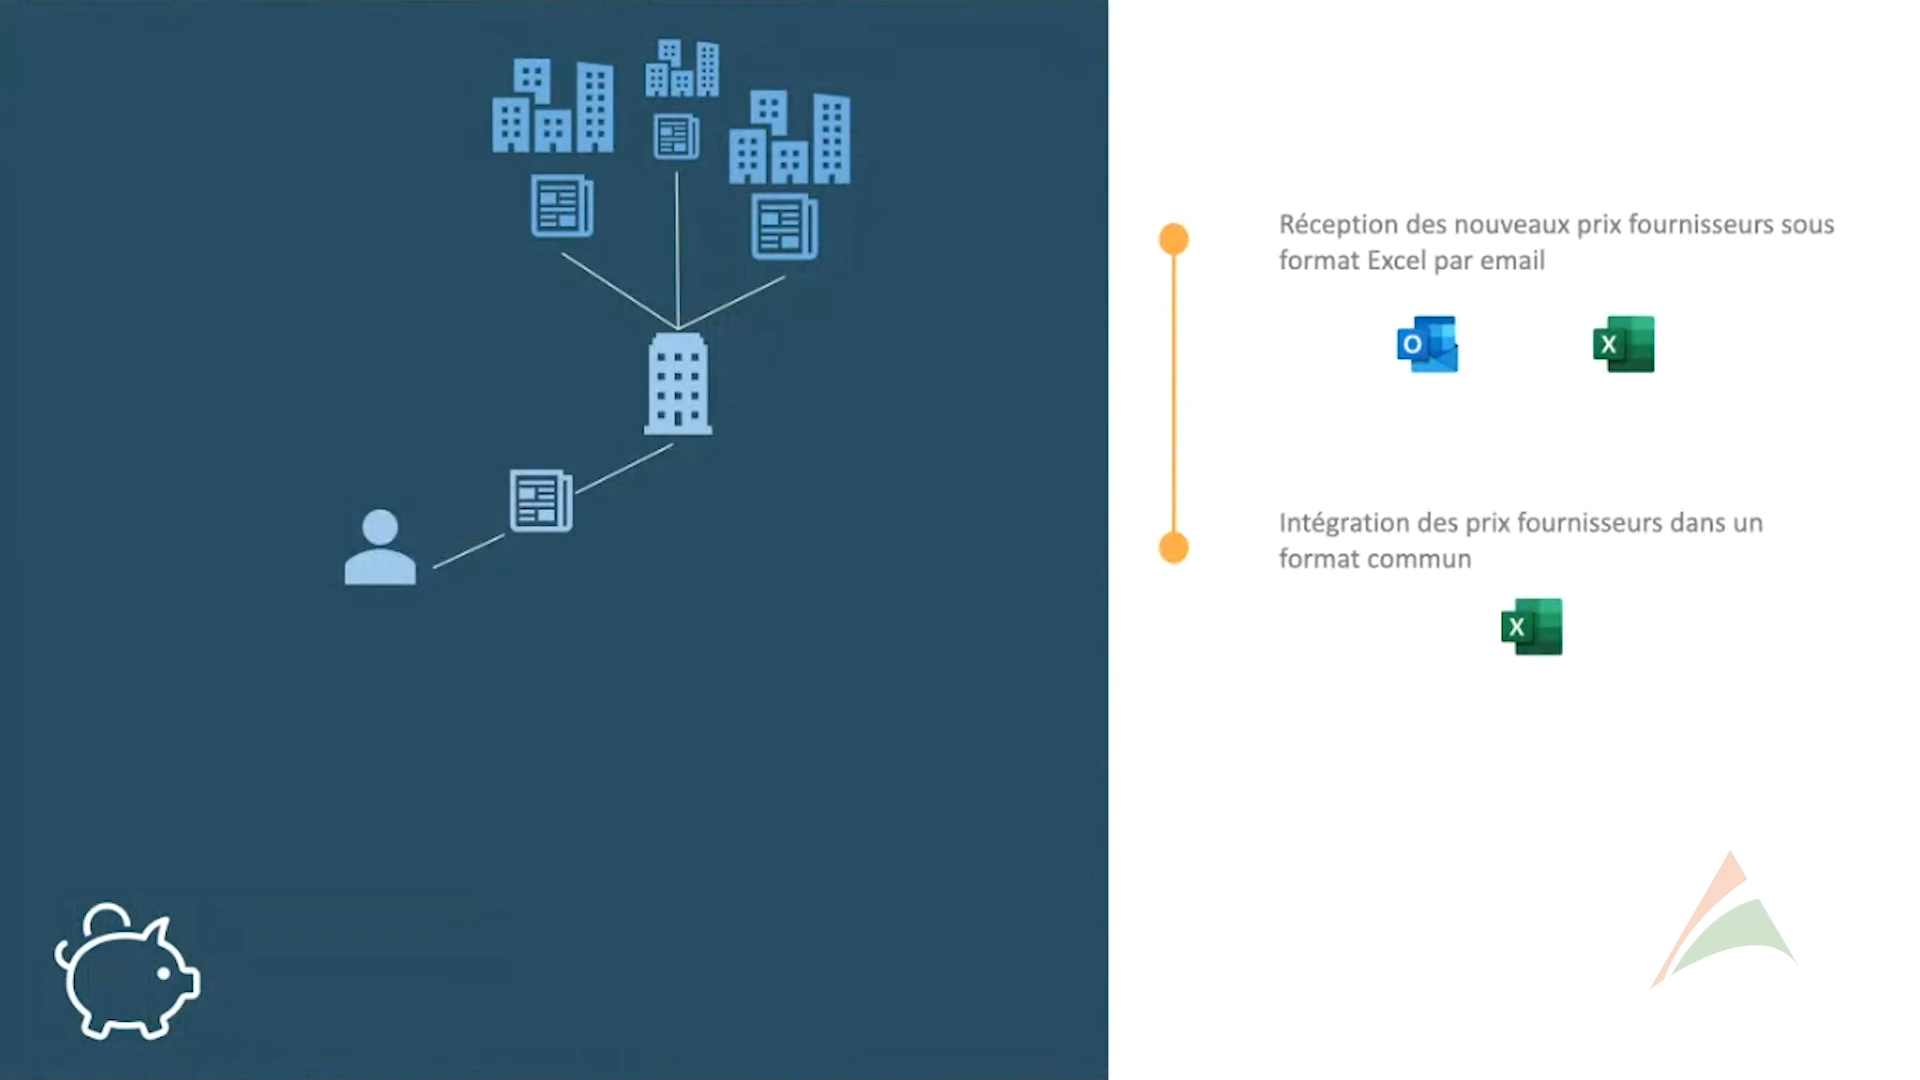 Réception des nouveaux prix fournisseurs sous
format Excel par email
O
X
Intégration des prix fournisseurs dans un
format commun
X